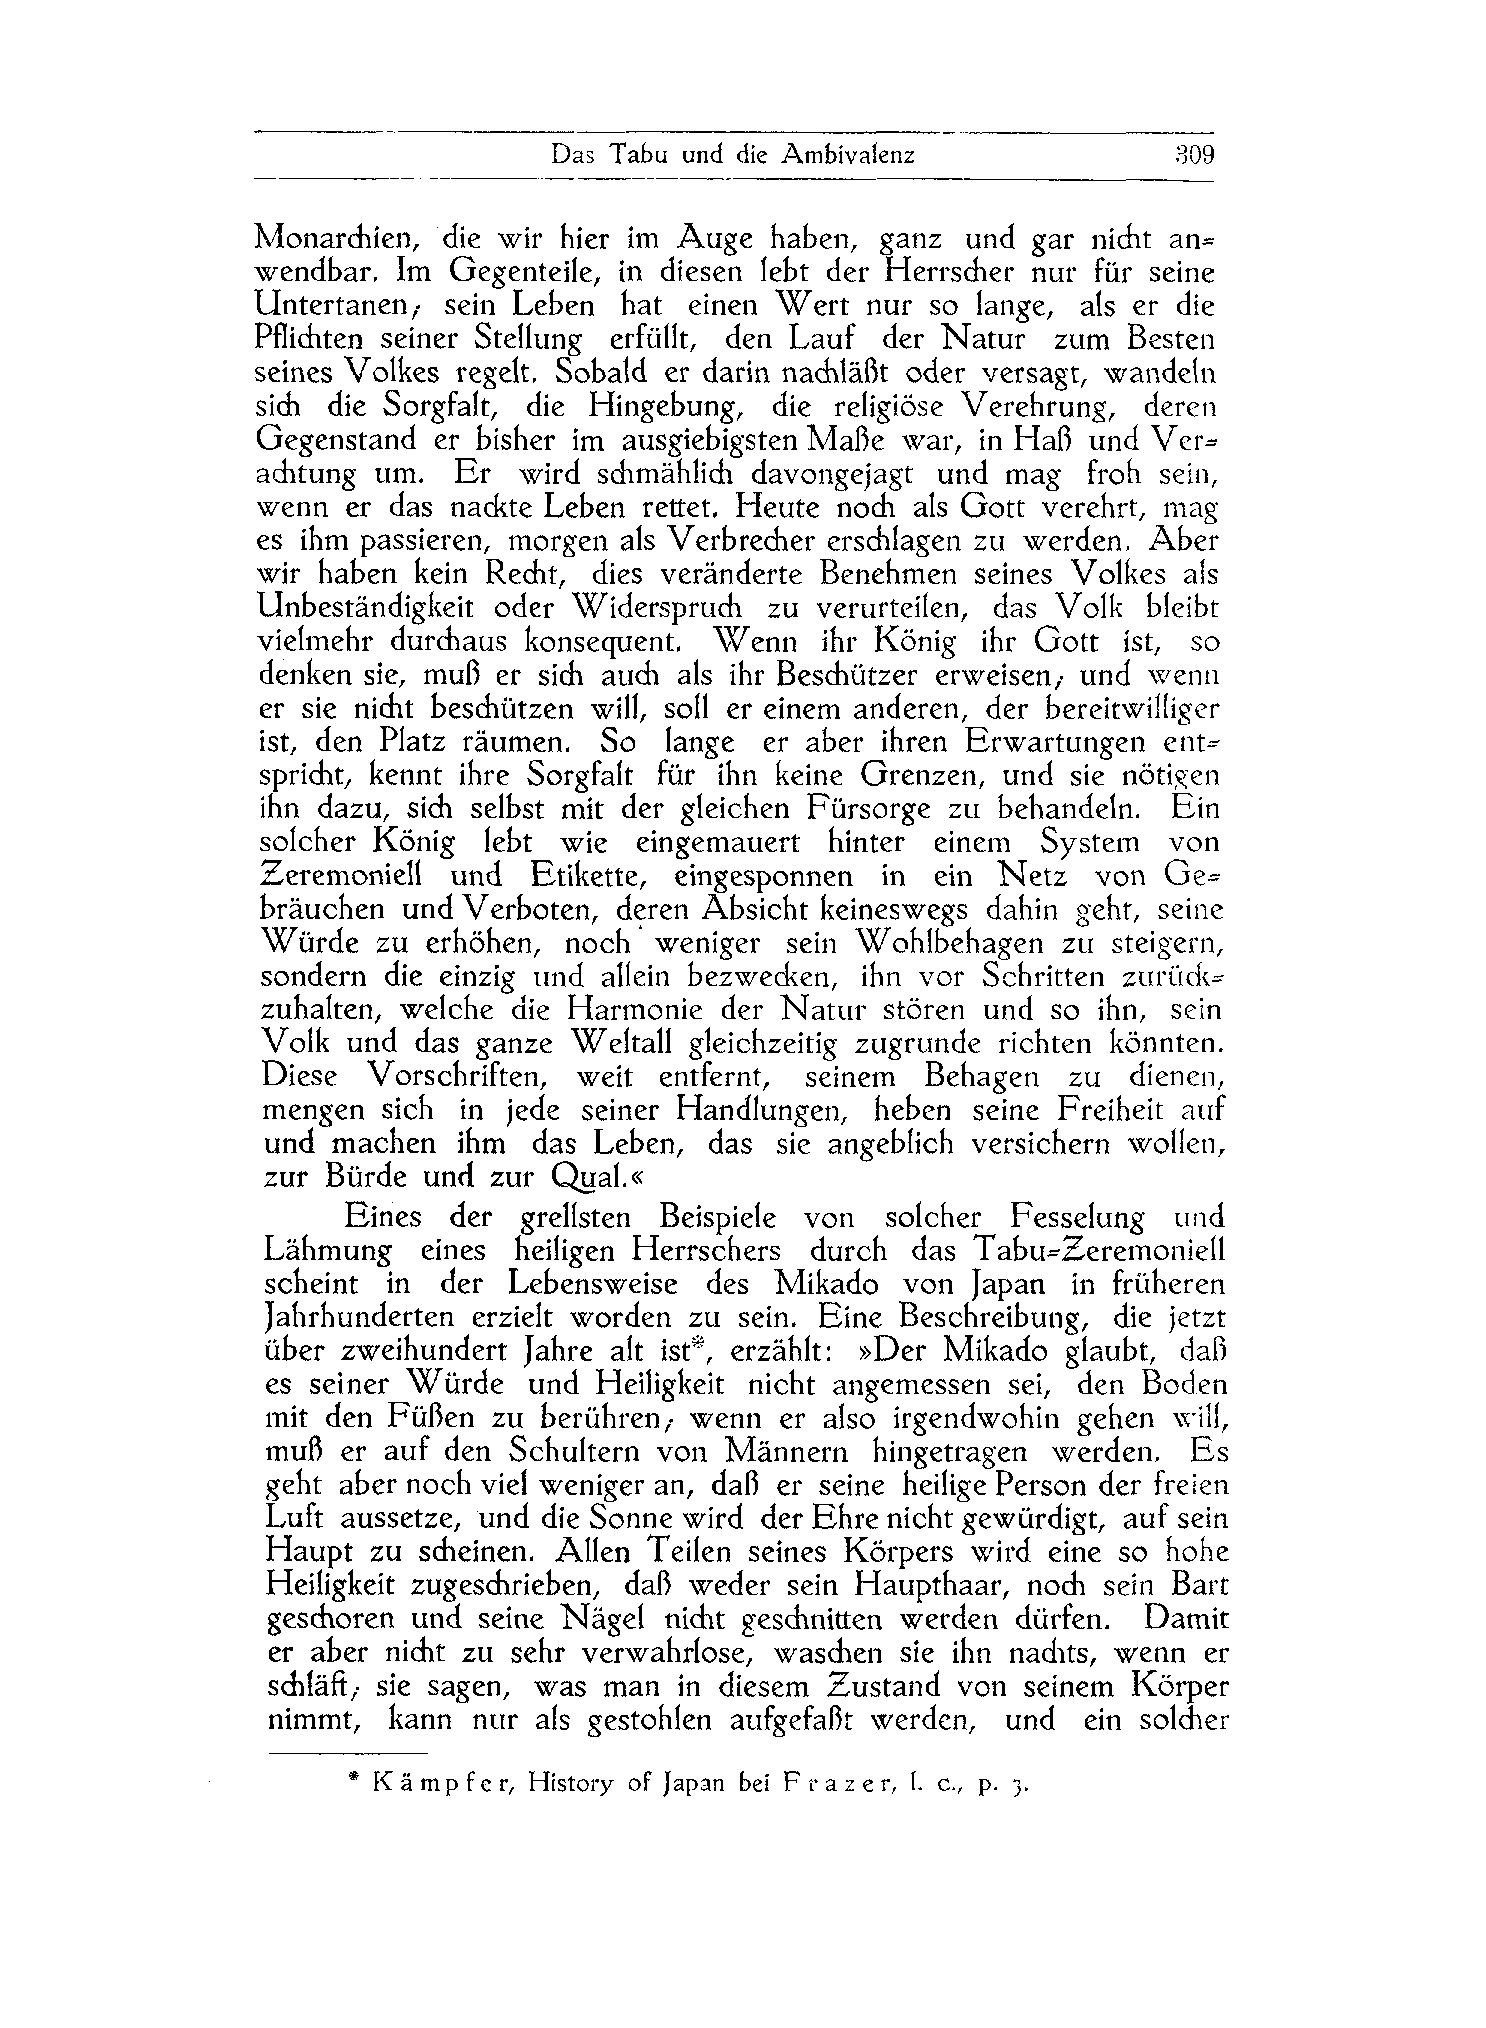 Das Tabu und die Ambivalenz 309
Monarchien, die wir hier im Auge haben, ganz und gar nicht an=
wendbar. Im Gegenteile, in diesen lebt der Herrscher nur für seine
Untertanen; sein Leben hat einen Wert nur so lange, als er die
Pflichten seiner Stellung erfüllt, den Lauf der Natur zum Besten
seines Volkes regelt. Sobald er darin nachläßt oder versagt, wandeln
sich die Sorgfalt, die Hingebung, die religiöse Verehrung, deren
Gegenstand er bisher im ausgiebigsten Maße war, in Haß und Ver=
achtung um. Er wird schmählich davongejagt und mag froh sein,
wenn er das nackte Leben rettet. Heute noch als Gott verehrt, mag
es ihm passieren, morgen als Verbrecher erschlagen zu werden. Aber
wir haben kein Recht, dies veränderte Benehmen seines Volkes als
Unbeständigkeit oder Widerspruch zu verurteilen, das Volk bleibt
vielmehr durchaus konsequent. Wenn ihr König ihr Gott ist, so
denken sie, muß er sich auch als ihr Beschützer erweisen; und wenn
er sie nicht beschützen will, soll er einem anderen, der bereitwilliger
ist, den Platz räumen. So lange er aber ihren Erwartungen ent=
spricht, kennt ihre Sorgfalt für ihn keine Grenzen, und sie nötigen
ihn dazu, sich selbst mit der gleichen Fürsorge zu behandeln. Ein
solcher König lebt wie eingemauert hinter einem System von
Zeremoniell und Etikette, eingesponnen in ein Netz von Ge=
bräuchen und Verboten, deren Absicht keineswegs dahin geht, seine
Würde zu erhöhen, noch weniger sein Wohlbehagen zu steigern,
sondern die einzig und allein bezwecken, ihn vor Schritten zurück=
zuhalten, welche die Harmonie der Natur stören und so ihn, sein
Volk und das ganze Weltall gleichzeitig zugrunde richten könnten.
Diese Vorschriften, weit entfernt, seinem Behagen zu dienen,
mengen sich in jede seiner Handlungen, heben seine Freiheit auf
und machen ihm das Leben, das sie angeblich versichern wollen,
zur Bürde und zur Qual.«
Eines der grellsten Beispiele von solcher Fesselung und
Lähmung eines heiligen Herrschers durch das Tabu=Zeremoniell
scheint in der Lebensweise des Mikado von Japan in früheren
Jahrhunderten erzielt worden zu sein. Eine Beschreibung, die jetzt
über zweihundert Jahre alt ist*, erzählt: »Der Mikado glaubt, daß
es seiner Würde und Heiligkeit nicht angemessen sei, den Boden
mit den Füßen zu berühren; wenn er also irgendwohin gehen will,
muß er auf den Schultern von Männern hingetragen werden. Es
geht aber noch viel weniger an, daß er seine heilige Person der freien
Luft aussetze, und die Sonne wird der Ehre nicht gewürdigt, auf sein
Haupt zu scheinen. Allen Teilen seines Körpers wird eine so hohe
Heiligkeit zugeschrieben, daß weder sein Haupthaar, noch sein Bart
geschoren und seine Nägel nicht geschnitten werden dürfen. Damit
er aber nicht zu sehr verwahrlose, waschen sie ihn nachts, wenn er
schläft; sie sagen, was man in diesem Zustand von seinem Körper
nimmt, kann nur als gestohlen aufgefaßt werden, und ein solcher
* Kämpfer, History of Japan bei Frazer, l. c., p. 3.